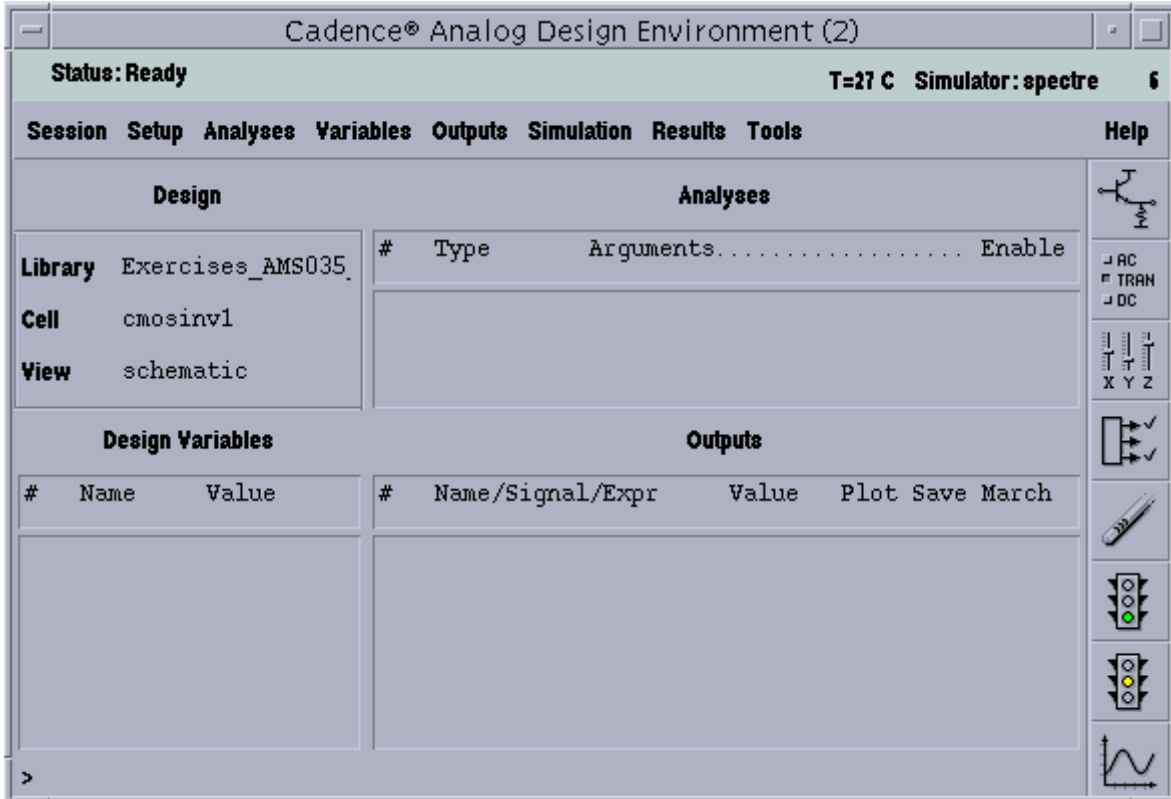 Cadence® Analog Design Environment (2)
Status: Ready T=27 C Simulator: spectre 6
Session Setup Analyses Variables Outputs Simulation Results Tools Help
Design
Library Exercises_AMS035_
Cell cmosinv1
View schematic
Analyses
# Type Arguments................... Enable
Design Variables
# Name Value
Outputs
# Name/Signal/Expr Value Plot Save March
AC
TRAN
DC
X Y Z
>